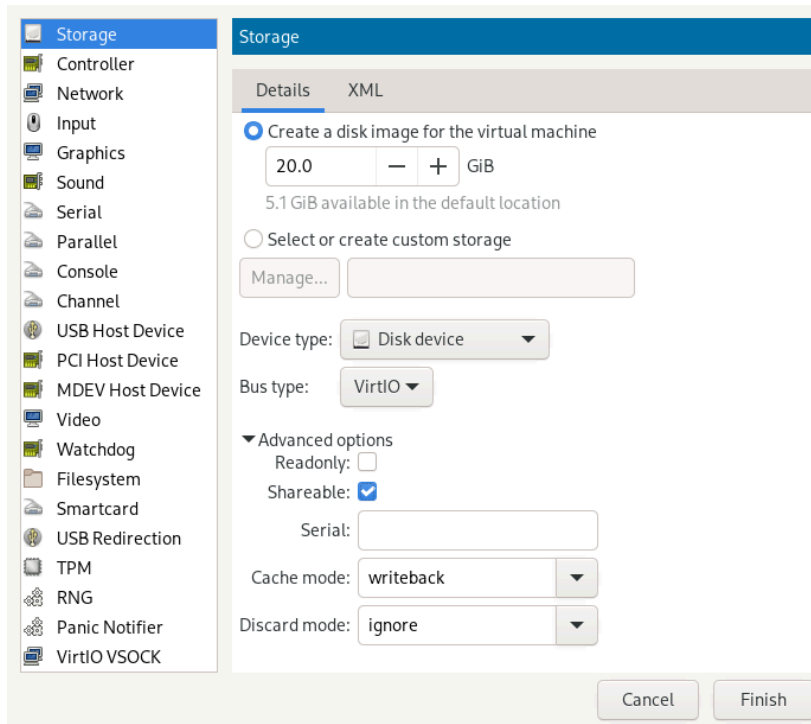 Storage
Controller
Network
Input
Graphics
Sound
Serial
Parallel
Console
Channel
USB Host Device
PCI Host Device
MDEV Host Device
Video
Watchdog
Filesystem
Smartcard
USB Redirection
TPM
RNG
Panic Notifier
VirtIO VSOCK
Storage
Details XML
Create a disk image for the virtual machine
20.0 − + GiB
5.1 GiB available in the default location
Select or create custom storage
Manage...
Device type: Disk device
Bus type: VirtIO
Advanced options
Readonly:
Shareable:
Serial:
Cache mode: writeback
Discard mode: ignore
Cancel Finish